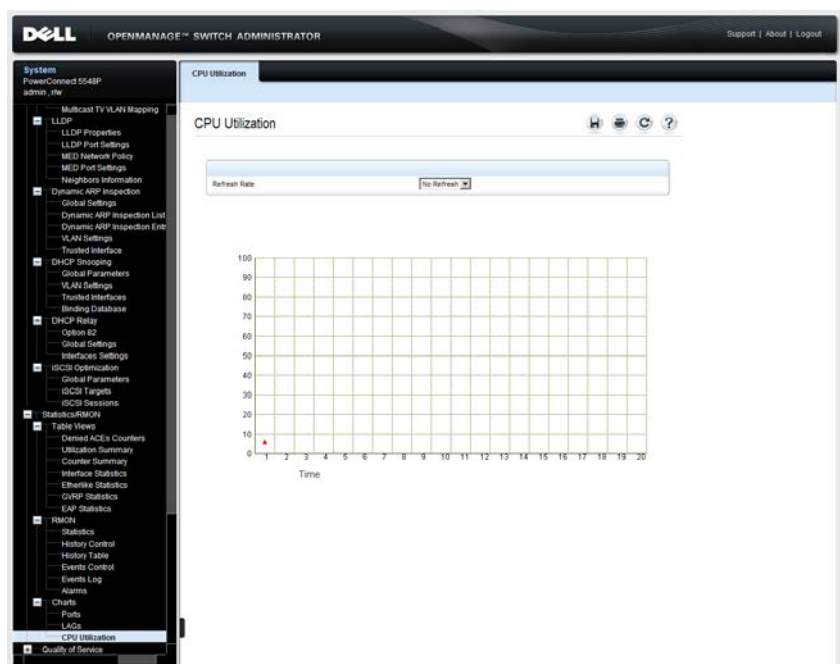 DELL OPENMANAGE™ SWITCH ADMINISTRATOR
Support | About | Logout
System
PowerConnect 5548P
admin , r/w
Multicast TV VLAN Mapping
LLDP
LLDP Properties
LLDP Port Settings
MED Network Policy
MED Port Settings
Neighbors Information
Dynamic ARP Inspection
Global Settings
Dynamic ARP Inspection List
Dynamic ARP Inspection Entr
VLAN Settings
Trusted Interface
DHCP Snooping
Global Parameters
VLAN Settings
Trusted Interfaces
Binding Database
DHCP Relay
Option 82
Global Settings
Interfaces Settings
iSCSI Optimization
Global Parameters
iSCSI Targets
iSCSI Sessions
Statistics/RMON
Table Views
Denied ACEs Counters
Utilization Summary
Counter Summary
Interface Statistics
Etherlike Statistics
GVRP Statistics
EAP Statistics
RMON
Statistics
History Control
History Table
Events Control
Events Log
Alarms
Charts
Ports
LAGs
CPU Utilization
Quality of Service
CPU Utilization
CPU Utilization
Refresh Rate No Refresh
100
90
80
70
60
50
40
30
20
10
0
1 2 3 4 5 6 7 8 9 10 11 12 13 14 15 16 17 18 19 20
Time